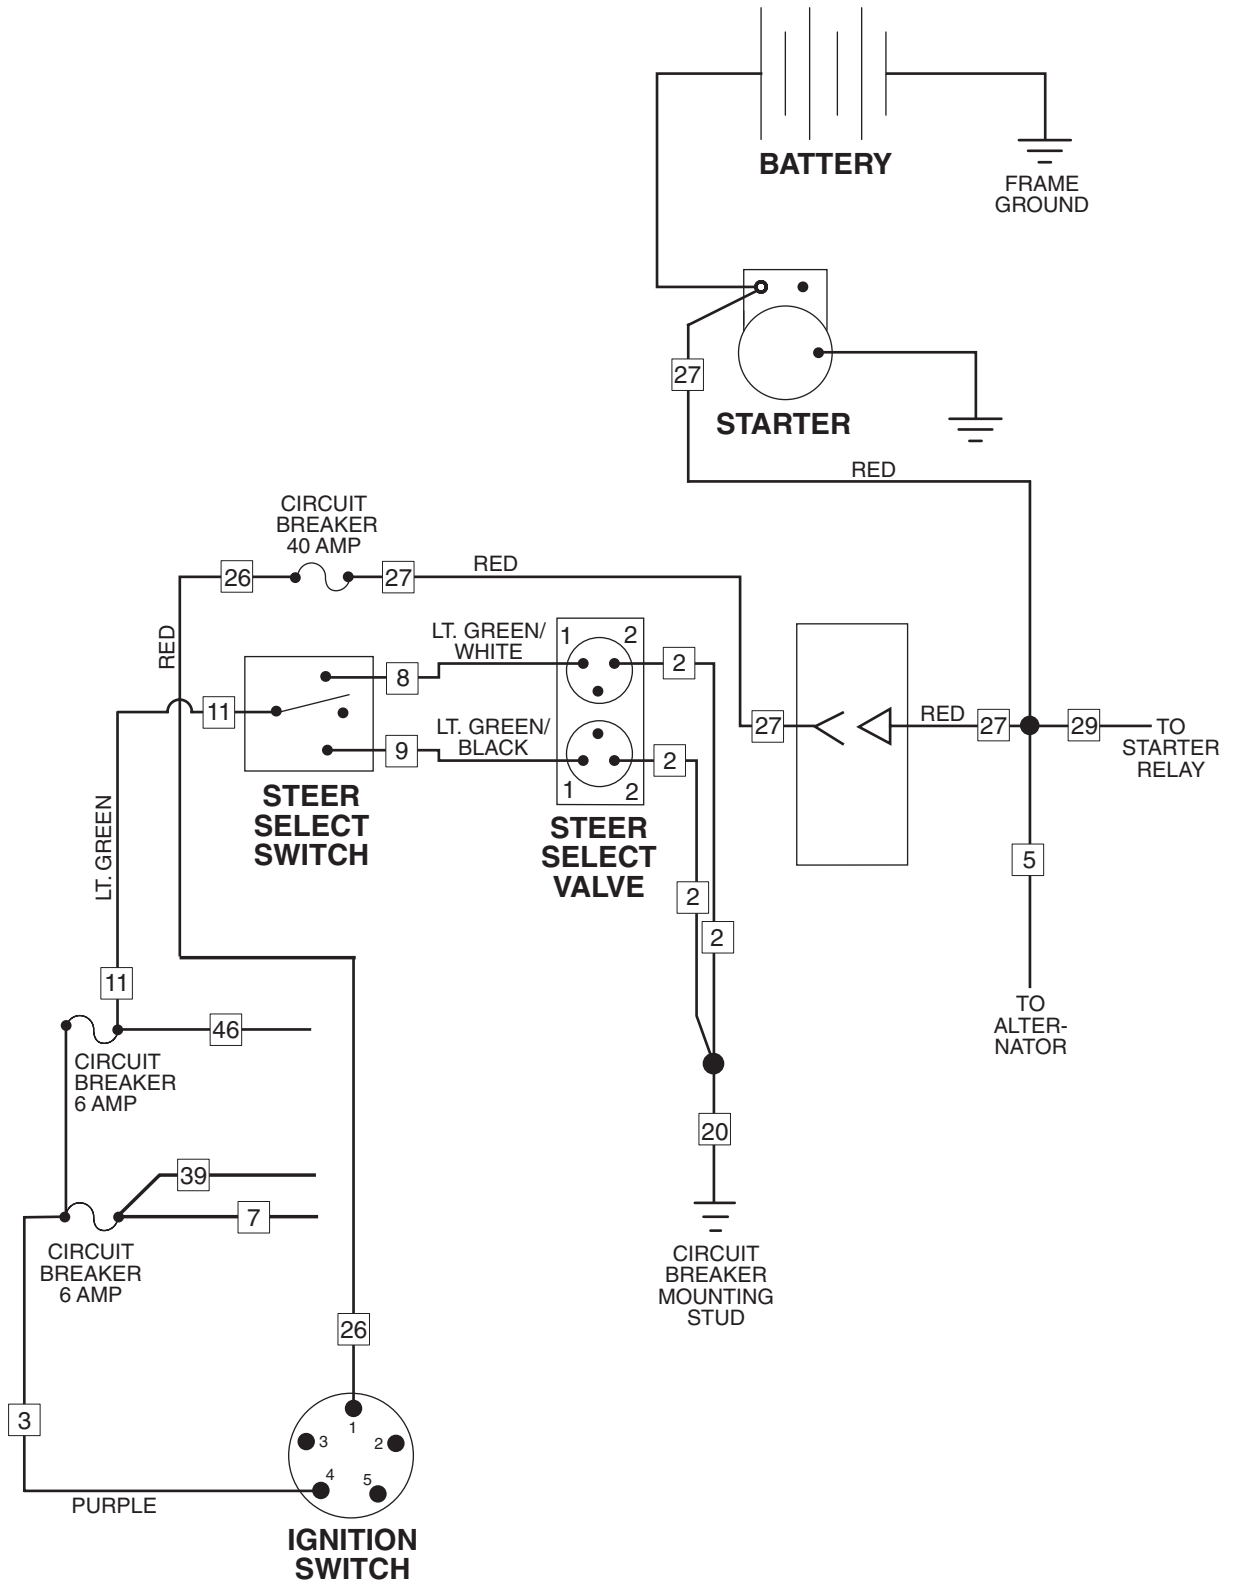 BATTERY
FRAME
GROUND
27
STARTER
RED
CIRCUIT
BREAKER
40 AMP
26
27
RED
RED
LT. GREEN/
WHITE
1
2
8
2
11
LT. GREEN/
BLACK
9
2
1
2
27
RED
27
29
TO
STARTER
RELAY
STEER
SELECT
SWITCH
STEER
SELECT
VALVE
LT. GREEN
5
2
2
11
46
TO
ALTER-
NATOR
CIRCUIT
BREAKER
6 AMP
20
39
7
CIRCUIT
BREAKER
6 AMP
CIRCUIT
BREAKER
MOUNTING
STUD
26
3
1
3
2
4
5
PURPLE
IGNITION
SWITCH